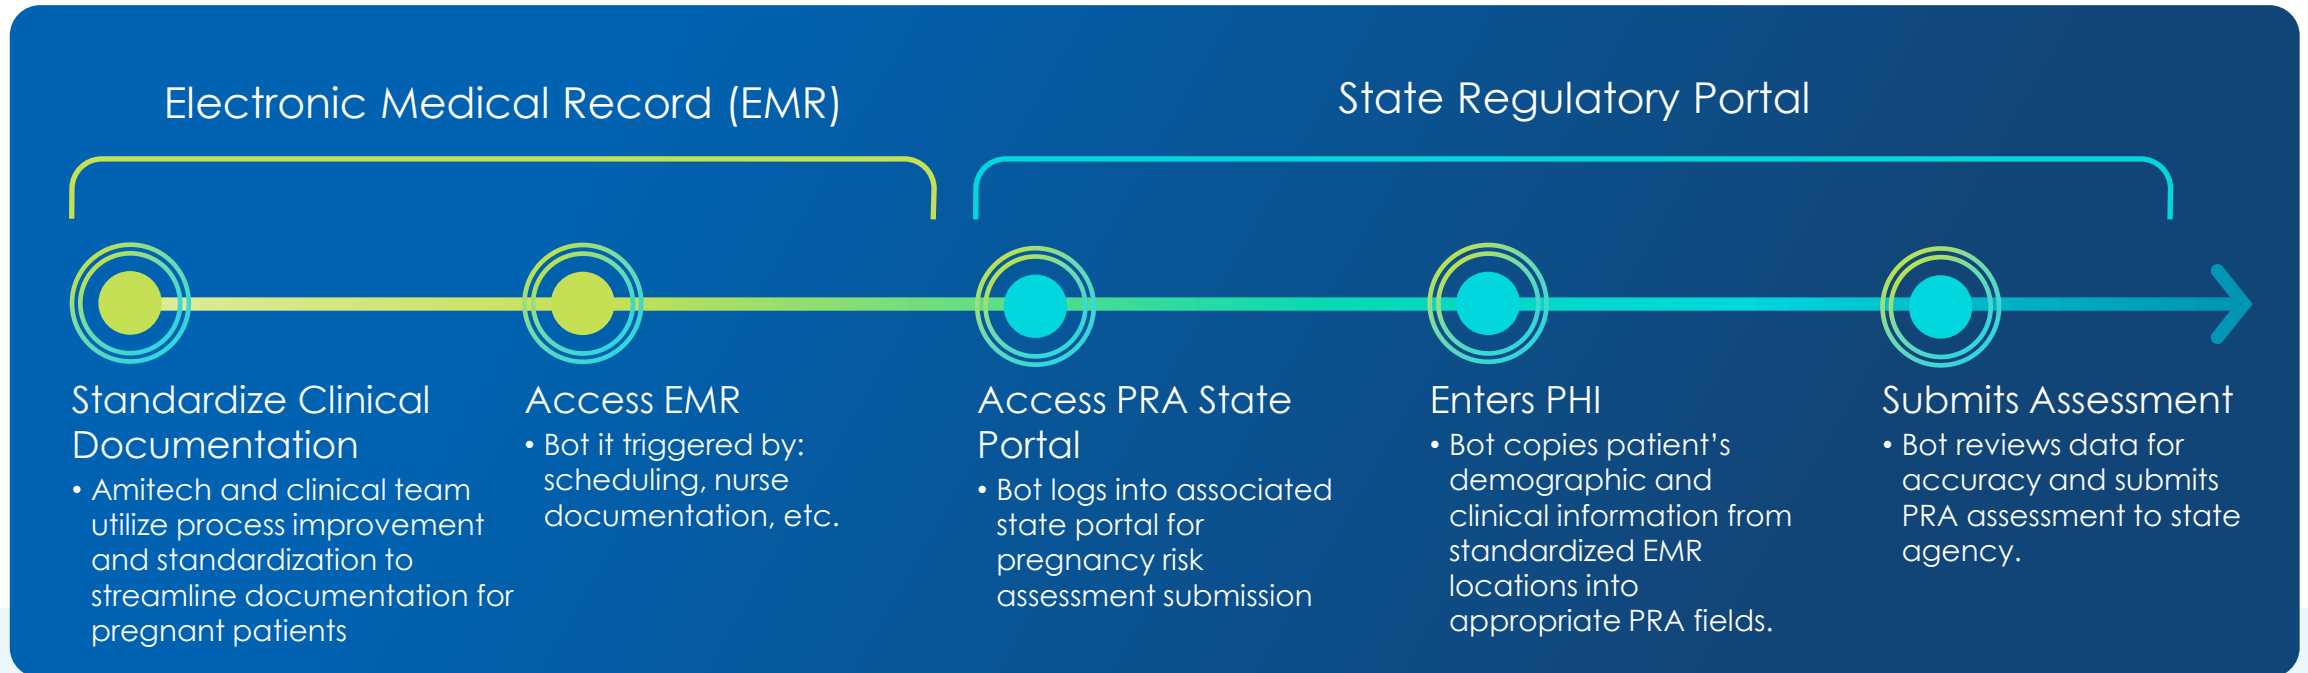 Electronic Medical Record (EMR)
State Regulatory Portal
Standardize Clinical
Documentation
• Amitech and clinical team
utilize process improvement
and standardization to
streamline documentation for
pregnant patients
Access EMR
• Bot it triggered by:
scheduling, nurse
documentation, etc.
Access PRA State
Portal
• Bot logs into associated
state portal for
pregnancy risk
assessment submission
Enters PHI
• Bot copies patient’s
demographic and
clinical information from
standardized EMR
locations into
appropriate PRA fields.
Submits Assessment
• Bot reviews data for
accuracy and submits
PRA assessment to state
agency.